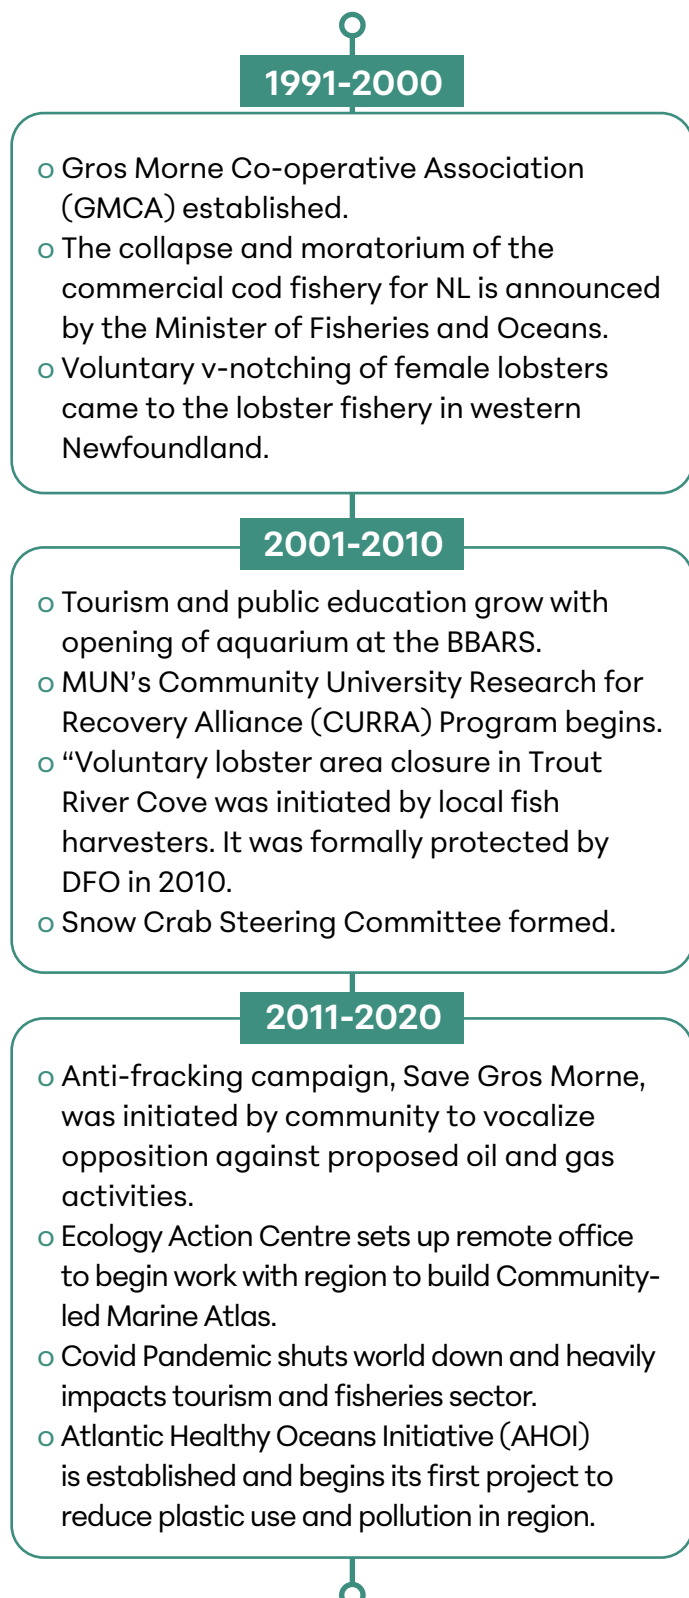 1991-2000
o Gros Morne Co-operative Association
(GMCA) established.
o The collapse and moratorium of the
commercial cod fishery for NL is announced
by the Minister of Fisheries and Oceans.
o Voluntary v-notching of female lobsters
came to the lobster fishery in western
Newfoundland.
2001-2010
o Tourism and public education grow with
opening of aquarium at the BBARS.
o MUN’s Community University Research for
Recovery Alliance (CURRA) Program begins.
o “Voluntary lobster area closure in Trout
River Cove was initiated by local fish
harvesters. It was formally protected by
DFO in 2010.
o Snow Crab Steering Committee formed.
2011-2020
o Anti-fracking campaign, Save Gros Morne,
was initiated by community to vocalize
opposition against proposed oil and gas
activities.
o Ecology Action Centre sets up remote office
to begin work with region to build Community-
led Marine Atlas.
o Covid Pandemic shuts world down and heavily
impacts tourism and fisheries sector.
o Atlantic Healthy Oceans Initiative (AHOI)
is established and begins its first project to
reduce plastic use and pollution in region.